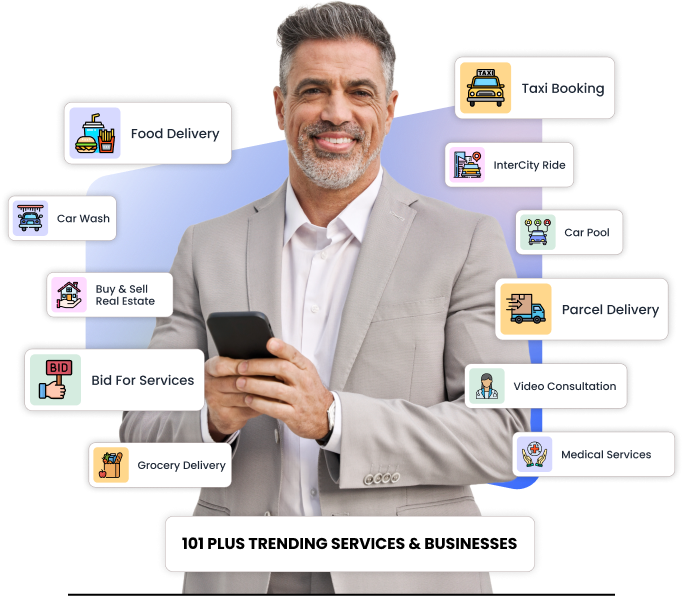 TAXI
Taxi Booking
Food Delivery
InterCity Ride
Car Wash
Car Pool
Buy & Sell
Real Estate
Parcel Delivery
BID
Bid For Services
Video Consultation
Grocery Delivery
Medical Services
101 PLUS TRENDING SERVICES & BUSINESSES